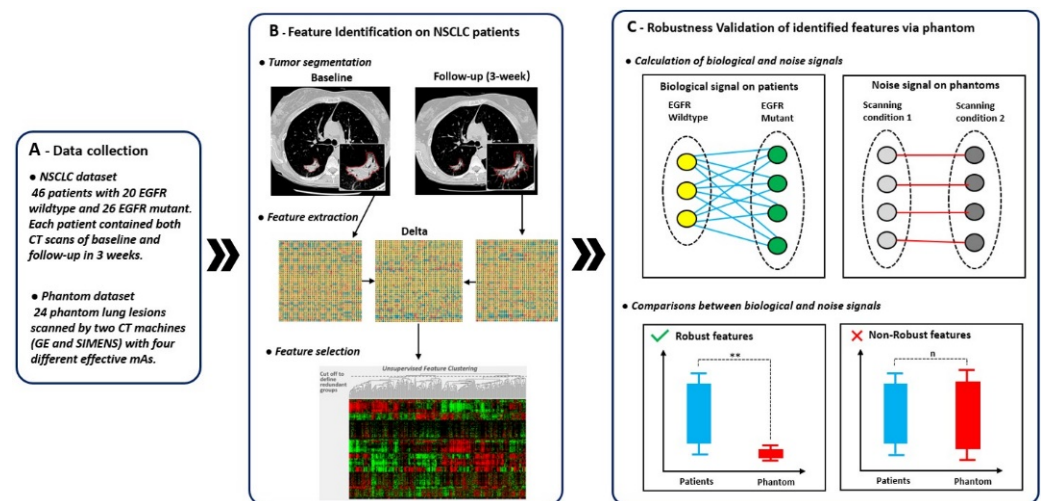 A - Data collection
● NSCLC dataset
46 patients with 20 EGFR
wildtype and 26 EGFR mutant.
Each patient contained both
CT scans of baseline and
follow-up in 3 weeks.
● Phantom dataset
24 phantom lung lesions
scanned by two CT machines
(GE and SIMENS) with four
different effective mAs.
B - Feature Identification on NSCLC patients
● Tumor segmentation
Baseline
Follow-up (3-week)
● Feature extraction
Delta
● Feature selection
Unsupervised Feature Clustering
Cut off to
define
redundant
groups
C - Robustness Validation of identified features via phantom
● Calculation of biological and noise signals
Biological signal on patients
EGFR
Wildtype
EGFR
Mutant
Noise signal on phantoms
Scanning
condition 1
Scanning
condition 2
● Comparisons between biological and noise signals
Robust features
**
Patients
Phantom
Non-Robust features
n
Patients
Phantom